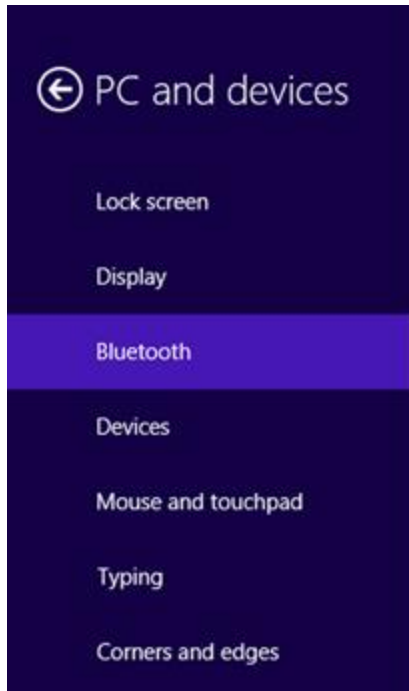 PC and devices
Lock screen
Display
Bluetooth
Devices
Mouse and touchpad
Typing
Corners and edges